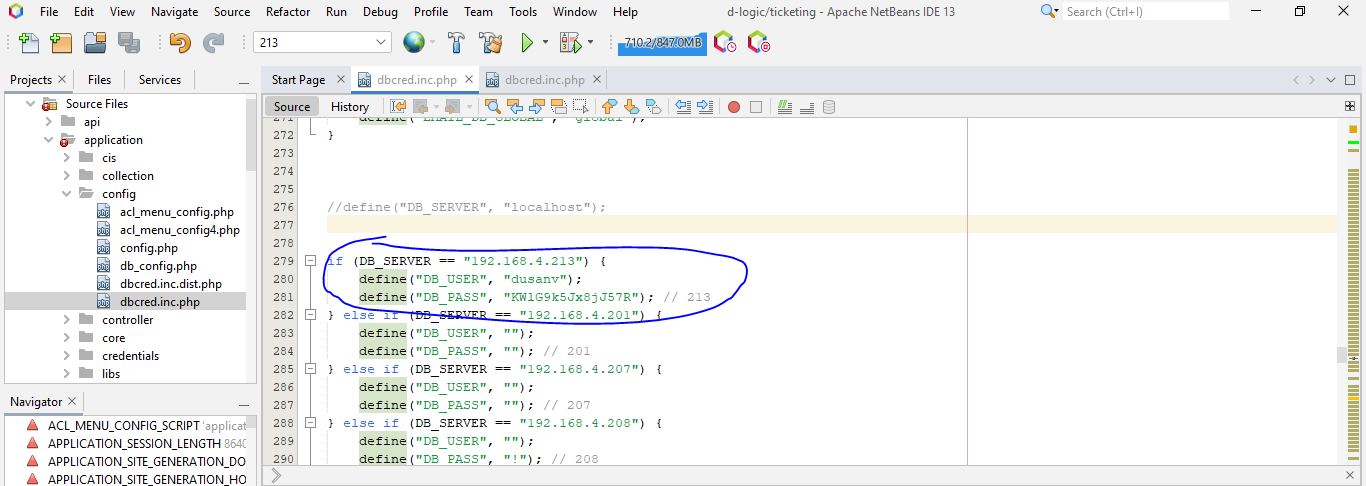 File Edit View Navigate Source Refactor Run Debug Profile Team Tools Window Help d-logic/ticketing - Apache NetBeans IDE 13 Search (Ctrl+I)
213 710.2/847.0MB
Projects Files Services
Start Page dbcred.inc.php dbcred.inc.php
Source History
Source Files
api
application
cis
collection
config
acl_menu_config.php
acl_menu_config4.php
config.php
db_config.php
dbcred.inc.dist.php
dbcred.inc.php
controller
core
credentials
libs
Navigator
ACL_MENU_CONFIG_SCRIPT 'applicat
APPLICATION_SESSION_LENGTH 8640
APPLICATION_SITE_GENERATION_DO
APPLICATION_SITE_GENERATION_HO
271 define("EMATE_DB_GLOBAL", "global");
272 }
273
274
275
276 //define("DB_SERVER", "localhost");
277
278
279 if (DB_SERVER == "192.168.4.213") {
280 define("DB_USER", "dusanv");
281 define("DB_PASS", "KWlG9k5Jx8jJ57R"); // 213
282 } else if (DB_SERVER == "192.168.4.201") {
283 define("DB_USER", "");
284 define("DB_PASS", ""); // 201
285 } else if (DB_SERVER == "192.168.4.207") {
286 define("DB_USER", "");
287 define("DB_PASS", ""); // 207
288 } else if (DB_SERVER == "192.168.4.208") {
289 define("DB_USER", "");
290 define("DB_PASS", "!"); // 208